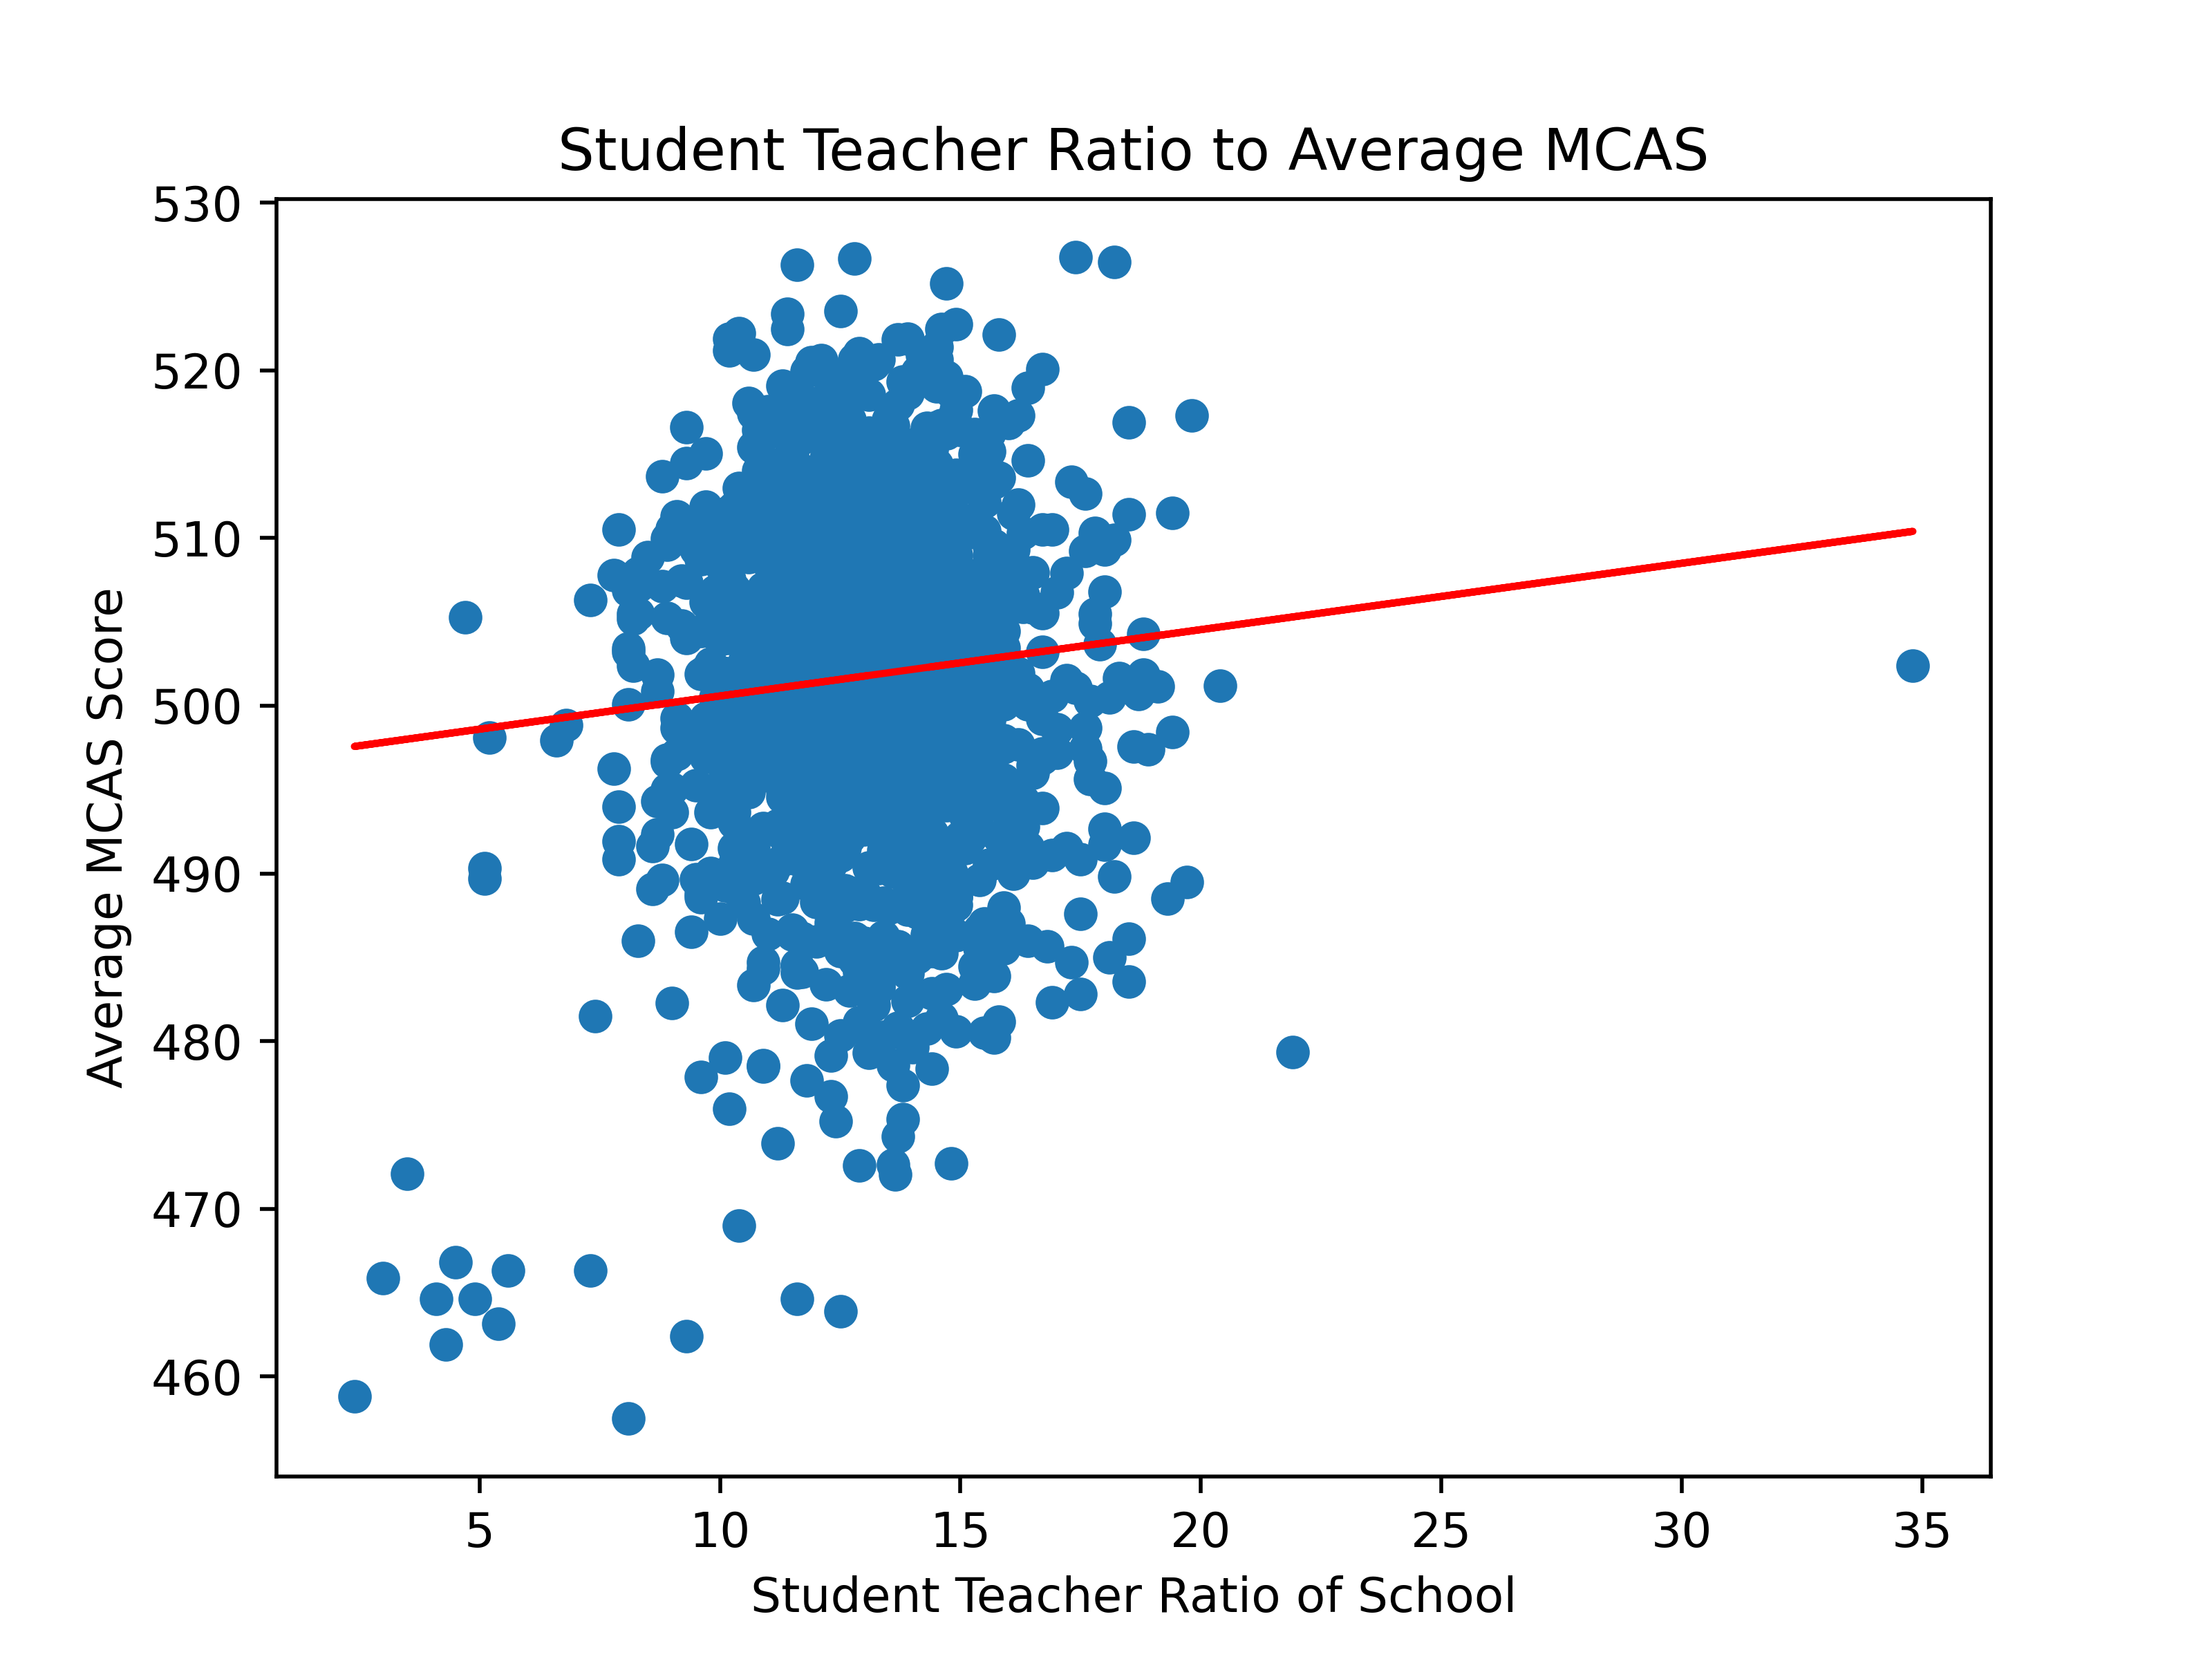 Student Teacher Ratio to Average MCAS
530
520
510
500
490
480
470
460
Average MCAS Score
5 10 15 20 25 30 35
Student Teacher Ratio of School